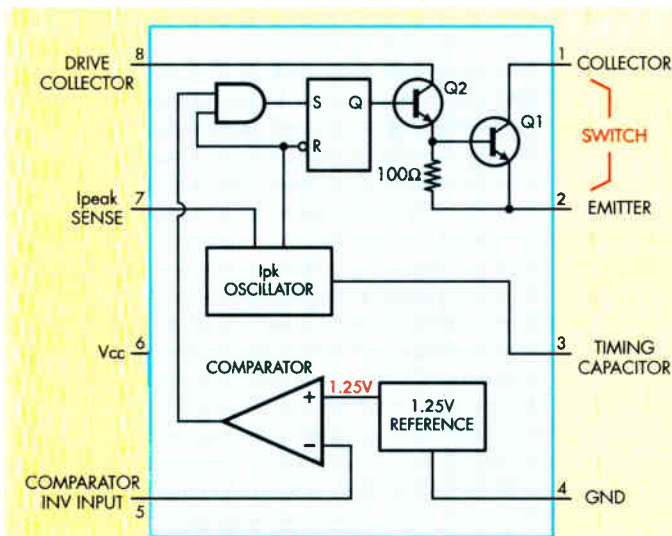 8
DRIVE
COLLECTOR
1
COLLECTOR
Q2
S
Q
Q1
SWITCH
R
100Ω
7
Ipeak
SENSE
2
EMITTER
Ipk
OSCILLATOR
6
Vcc
3
TIMING
CAPACITOR
COMPARATOR
+
1.25V
1.25V
REFERENCE
−
COMPARATOR
INV INPUT
5
4
GND